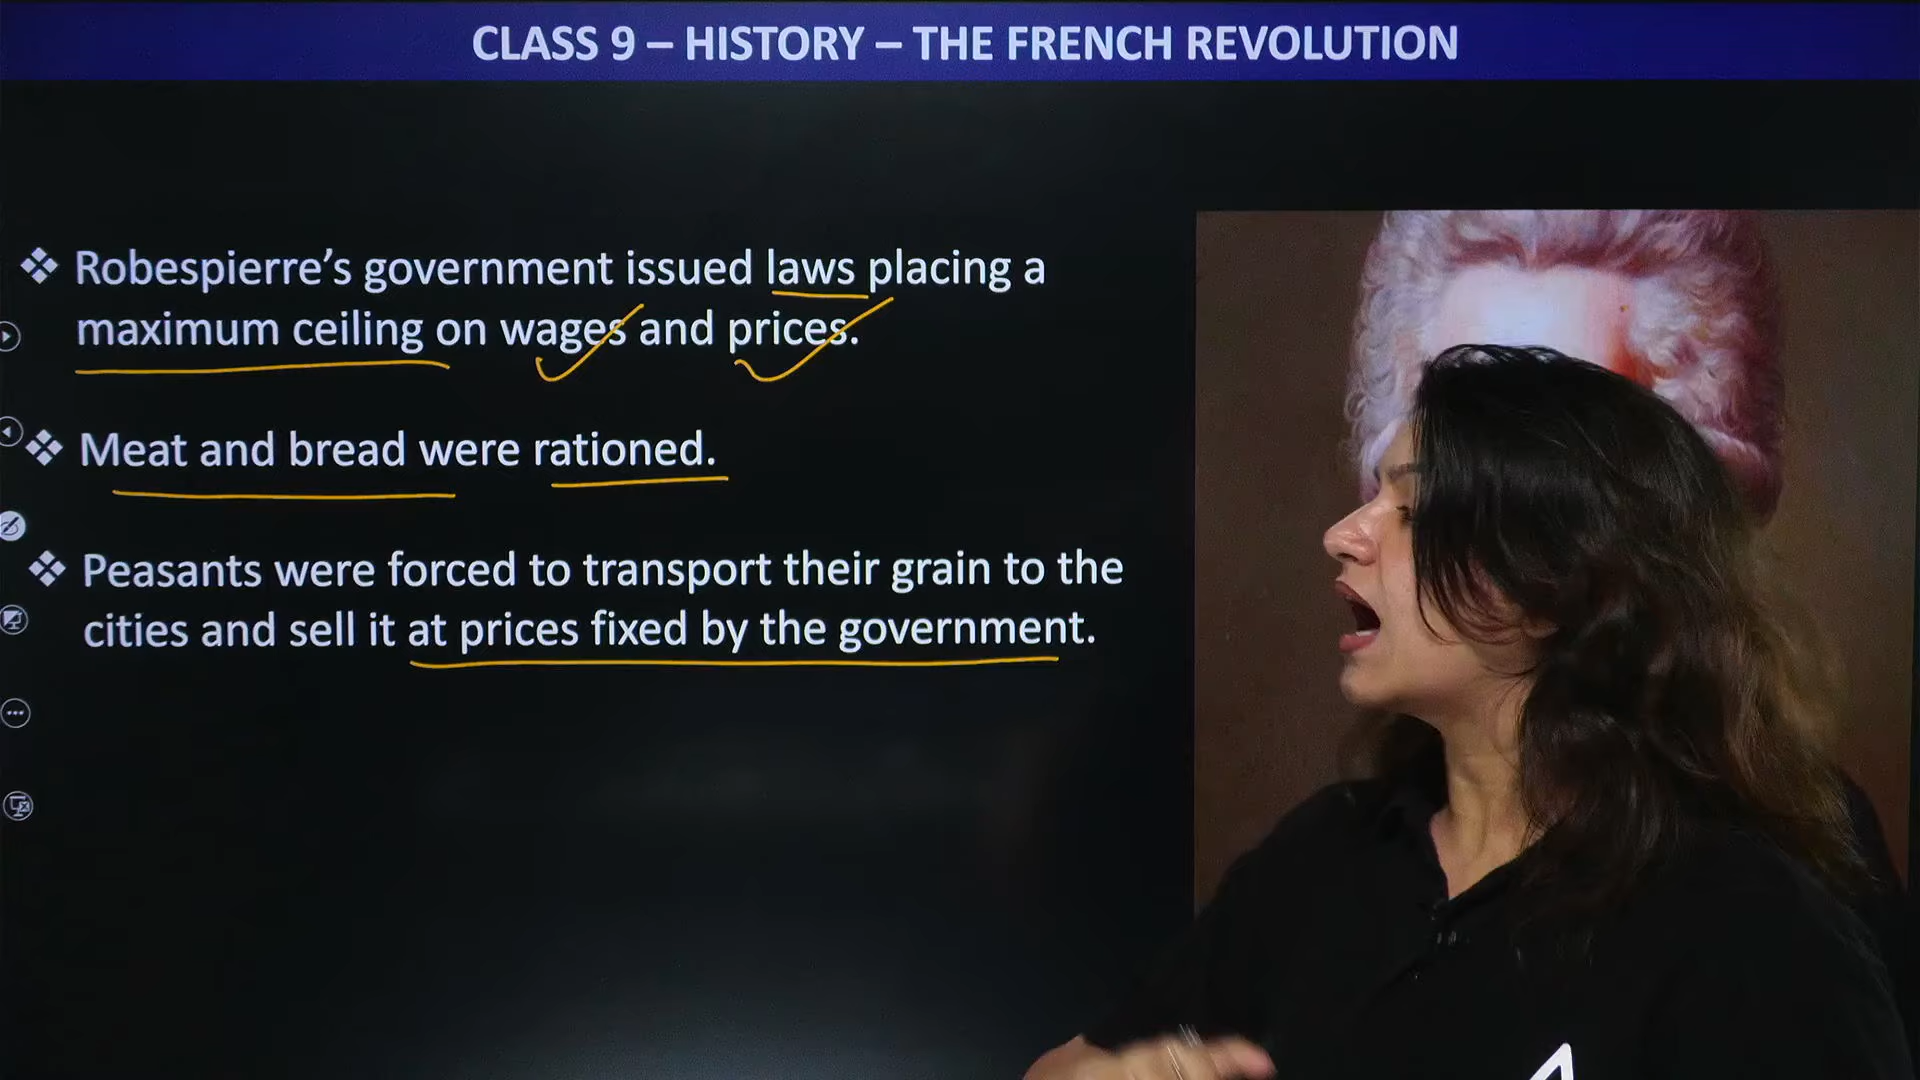 CLASS 9 – HISTORY – THE FRENCH REVOLUTION
❖ Robespierre’s government issued laws placing a
maximum ceiling on wages and prices.
❖ Meat and bread were rationed.
❖ Peasants were forced to transport their grain to the
cities and sell it at prices fixed by the government.